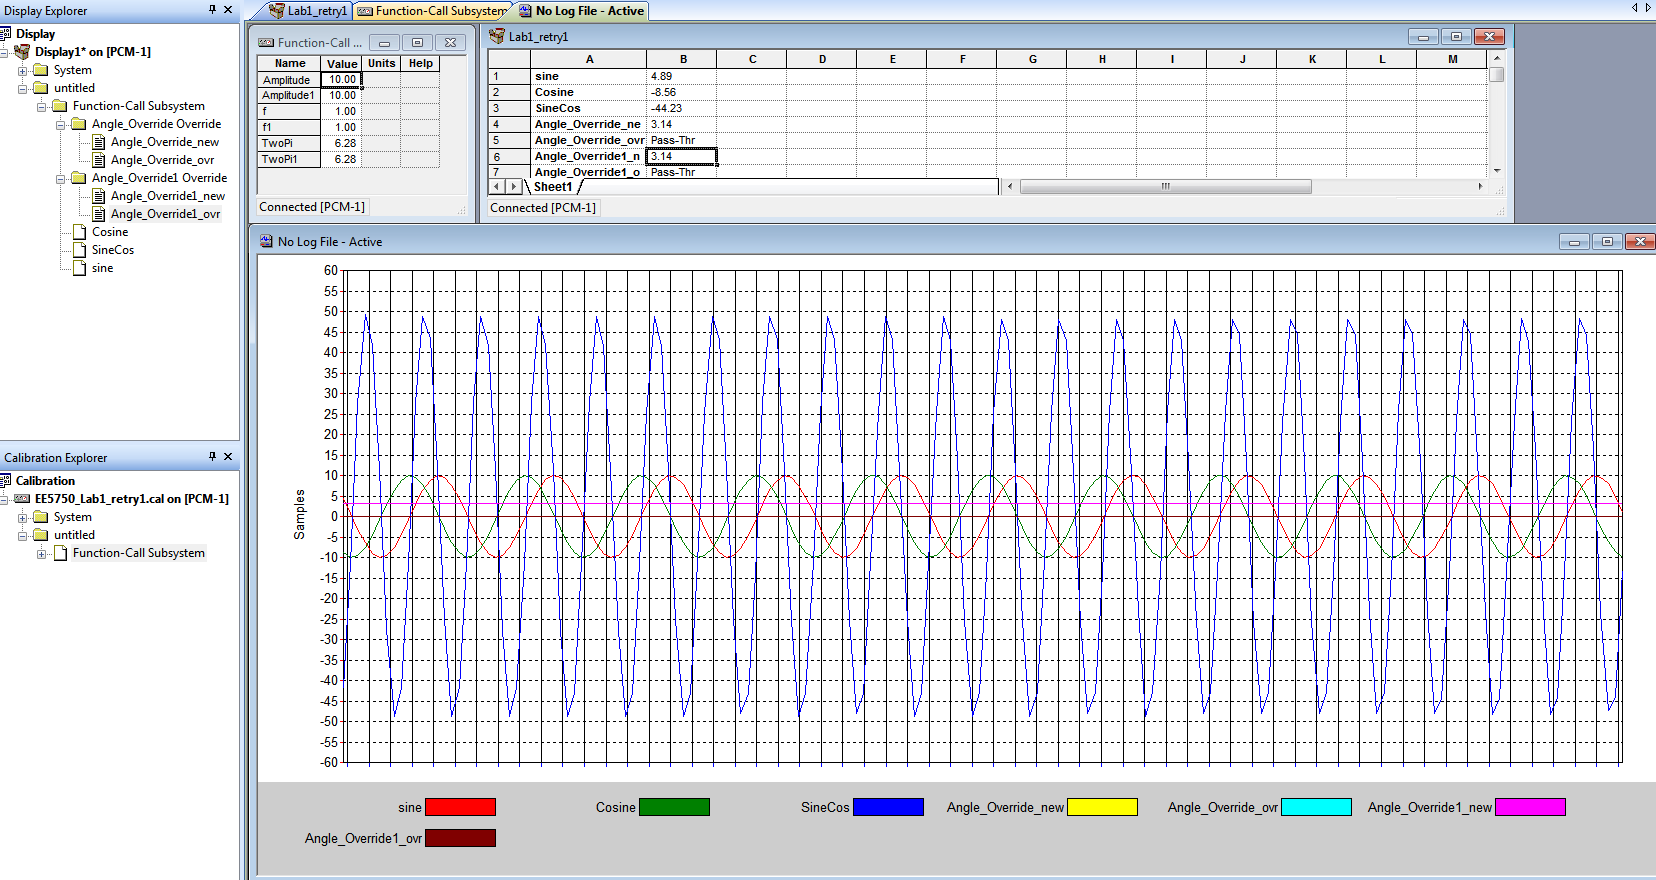 Display Explorer
Display
Display1* on [PCM-1]
System
untitled
Function-Call Subsystem
Angle_Override Override
Angle_Override_new
Angle_Override_ovr
Angle_Override1 Override
Angle_Override1_new
Angle_Override1_ovr
Cosine
SineCos
sine
Calibration Explorer
Calibration
EE5750_Lab1_retry1.cal on [PCM-1]
System
untitled
Function-Call Subsystem
Lab1_retry1 Function-Call Subsystem No Log File - Active
Function-Call ...
Name Value Units Help
Amplitude 10.00
Amplitude1 10.00
f 1.00
f1 1.00
TwoPi 6.28
TwoPi1 6.28
Connected [PCM-1]
Lab1_retry1
A B C D E F G H I J K L M
1 sine 4.89
2 Cosine -8.56
3 SineCos -44.23
4 Angle_Override_ne 3.14
5 Angle_Override_ovr Pass-Thr
6 Angle_Override1_n 3.14
7 Angle_Override1_o Pass-Thr
Sheet1
Connected [PCM-1]
No Log File - Active
60
55
50
45
40
35
30
25
20
15
10
5
0
-5
-10
-15
-20
-25
-30
-35
-40
-45
-50
-55
-60
Samples
sine Cosine SineCos Angle_Override_new Angle_Override_ovr Angle_Override1_new
Angle_Override1_ovr